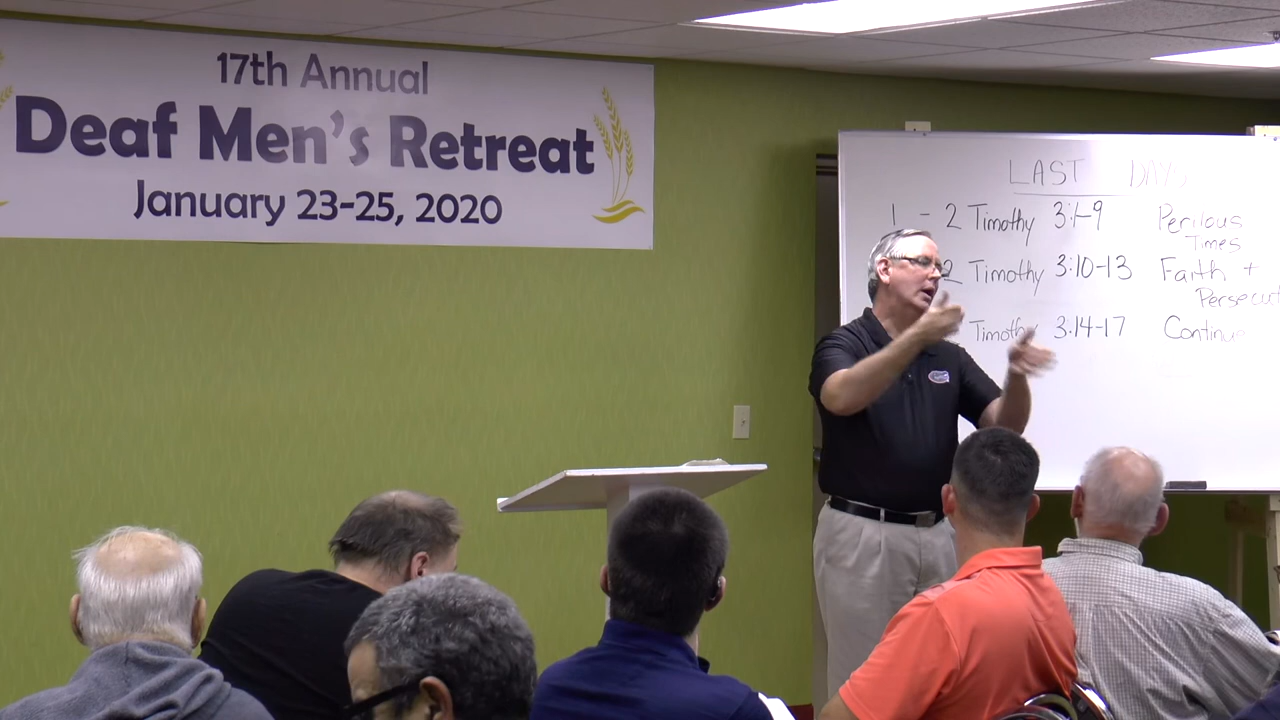 17th Annual
Deaf Men's Retreat
January 23-25, 2020
LAST DAYS
1 - 2 Timothy 3:1-9 Perilous
Times
2 Timothy 3:10-13 Faith +
Persecut
Timothy 3:14-17 Continue